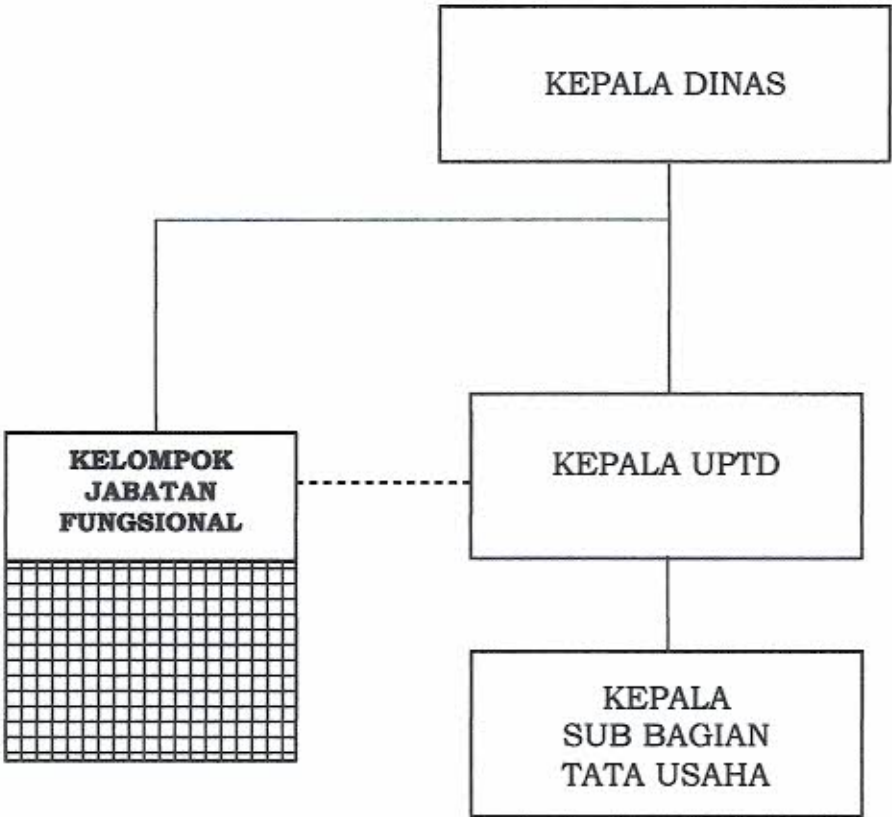 KEPALA DINAS
KELOMPOK
JABATAN
FUNGSIONAL
KEPALA UPTD
KEPALA
SUB BAGIAN
TATA USAHA